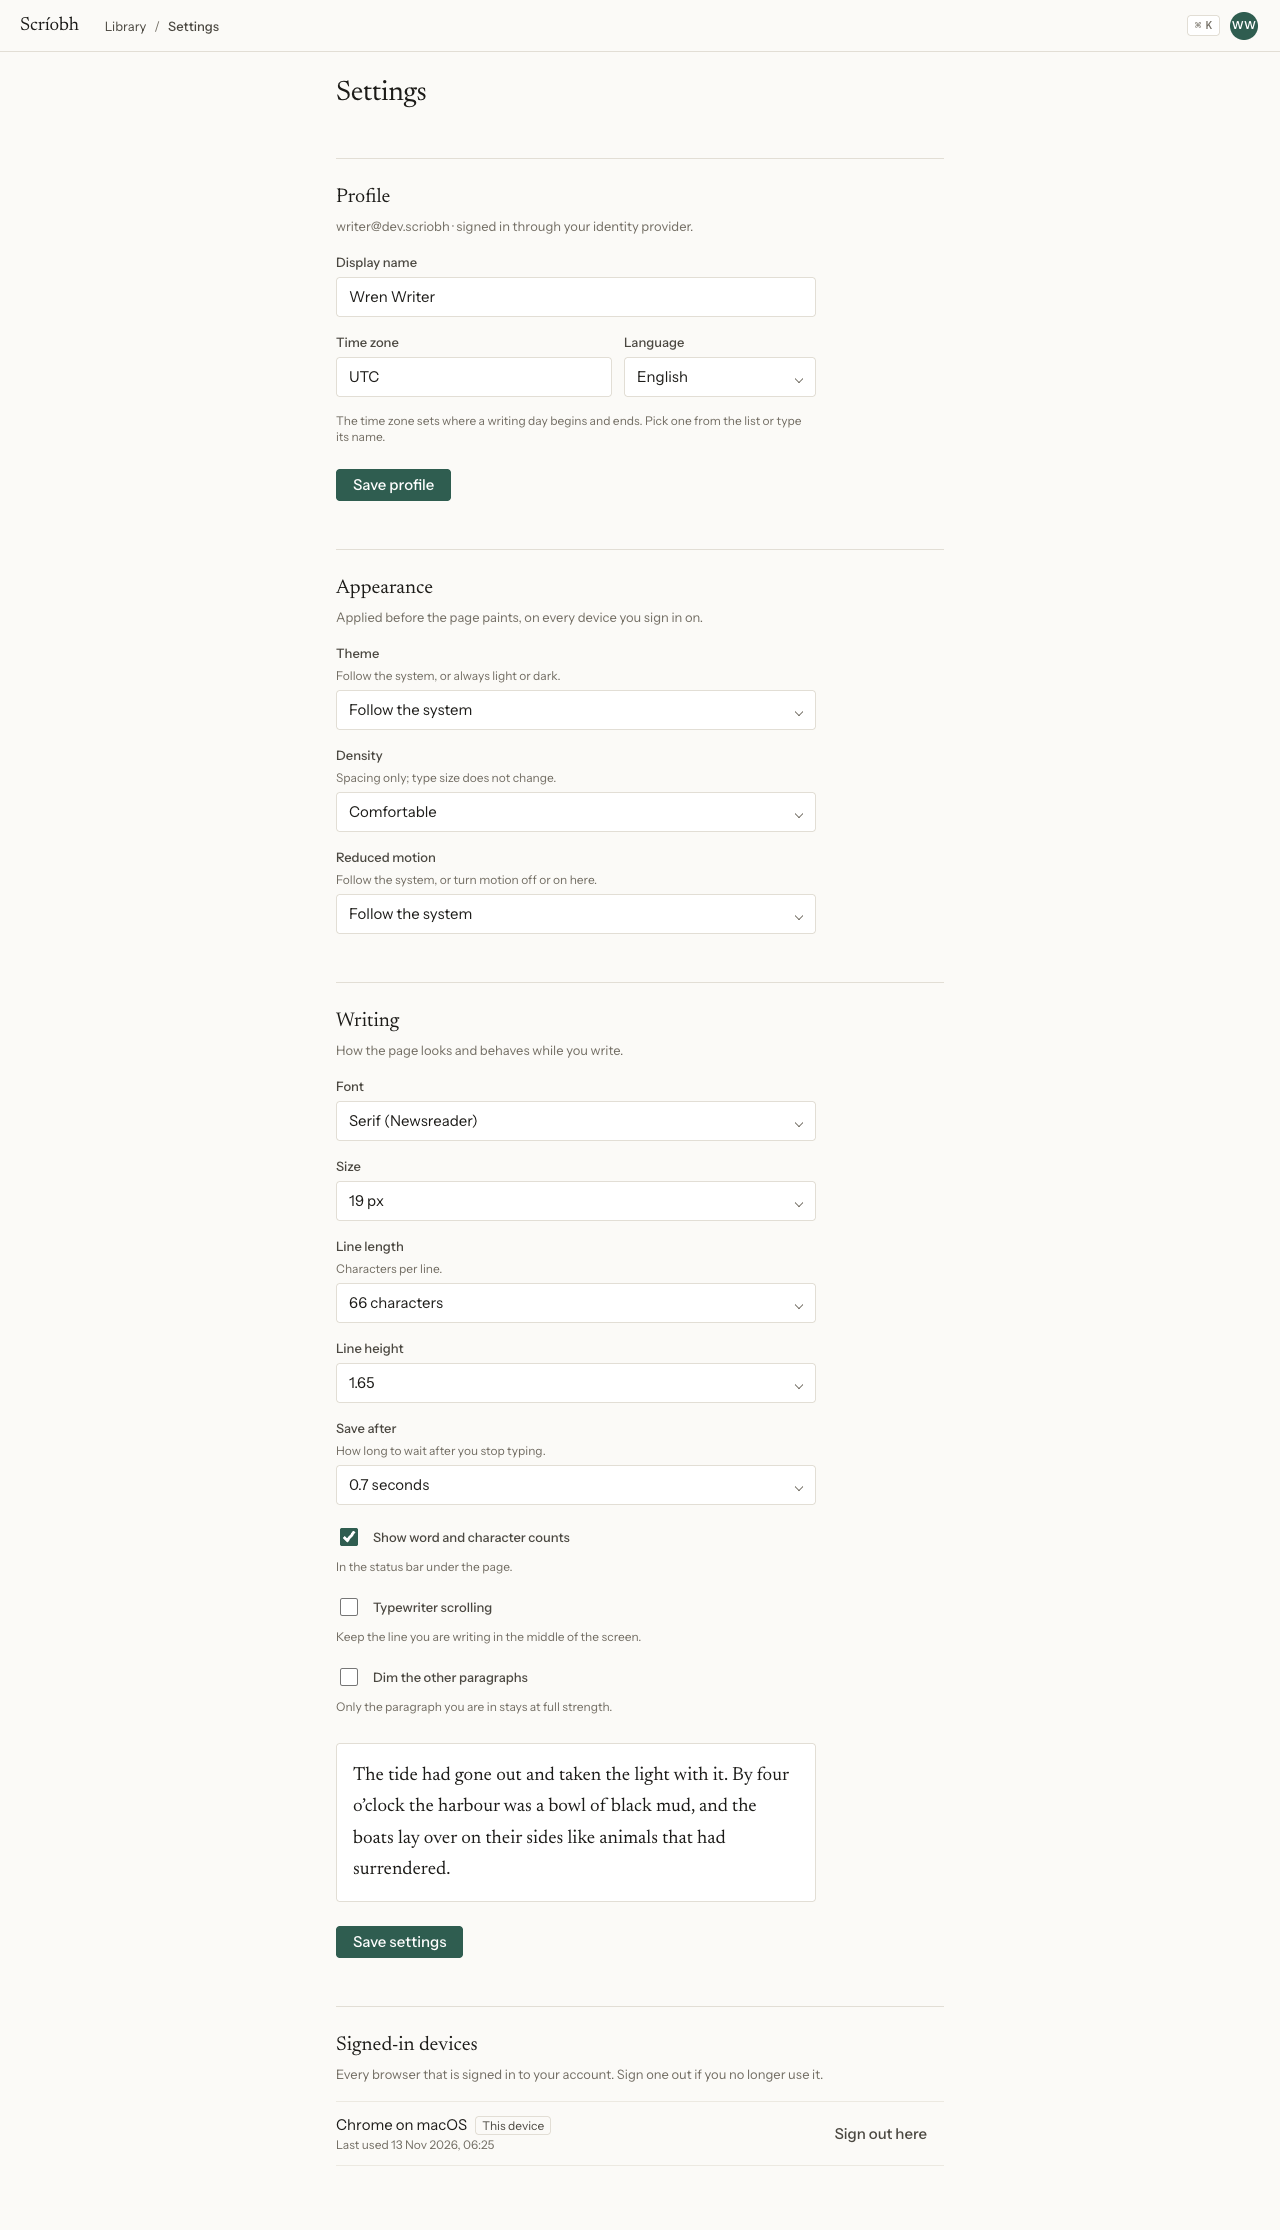 Scríobh
Library / Settings
⌘ K
WW
Settings
Profile
writer@dev.scriobh · signed in through your identity provider.
Display name
Wren Writer
Time zone
Language
UTC
English
The time zone sets where a writing day begins and ends. Pick one from the list or type
its name.
Save profile
Appearance
Applied before the page paints, on every device you sign in on.
Theme
Follow the system, or always light or dark.
Follow the system
Density
Spacing only; type size does not change.
Comfortable
Reduced motion
Follow the system, or turn motion off or on here.
Follow the system
Writing
How the page looks and behaves while you write.
Font
Serif (Newsreader)
Size
19 px
Line length
Characters per line.
66 characters
Line height
1.65
Save after
How long to wait after you stop typing.
0.7 seconds
Show word and character counts
In the status bar under the page.
Typewriter scrolling
Keep the line you are writing in the middle of the screen.
Dim the other paragraphs
Only the paragraph you are in stays at full strength.
The tide had gone out and taken the light with it. By four
o’clock the harbour was a bowl of black mud, and the
boats lay over on their sides like animals that had
surrendered.
Save settings
Signed-in devices
Every browser that is signed in to your account. Sign one out if you no longer use it.
Chrome on macOS This device
Last used 13 Nov 2026, 06:25
Sign out here